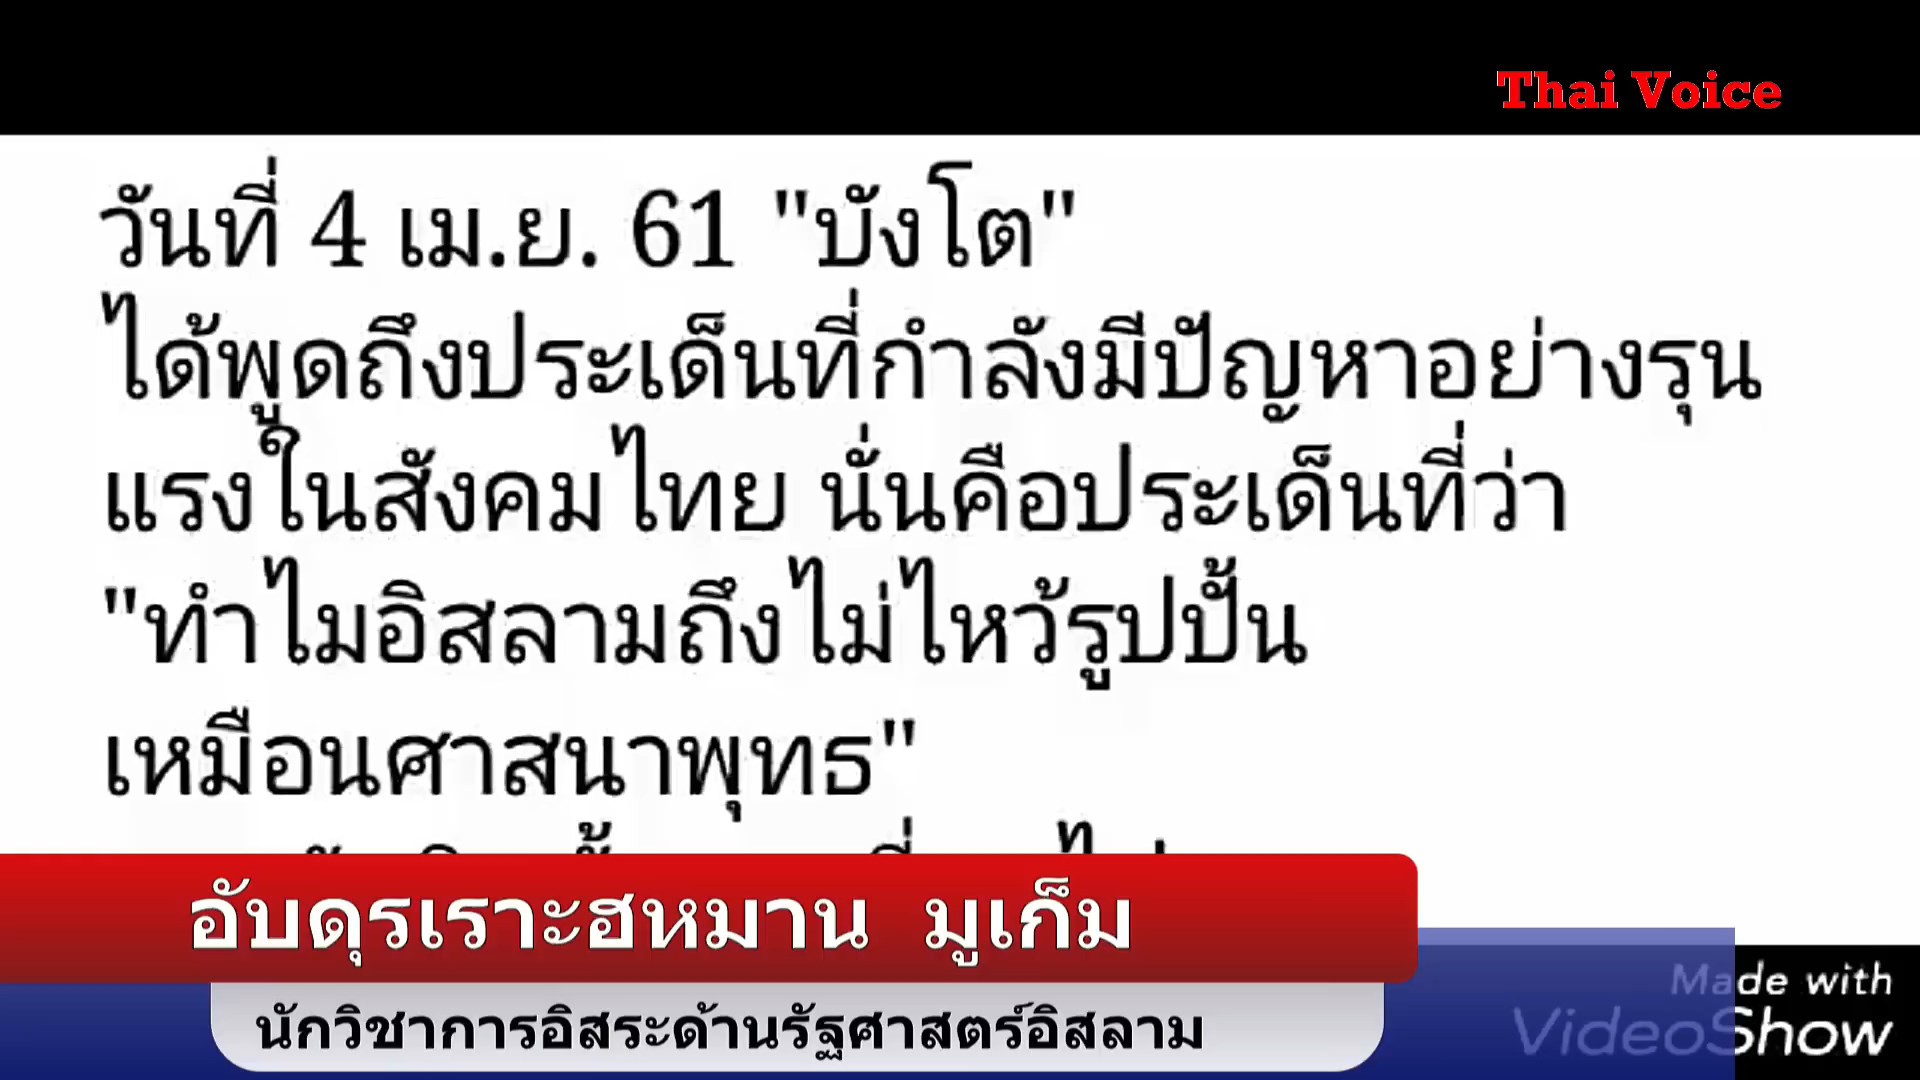 Thai Voice
วันที่ 4 เม.ย. 61 "บังโต"
ได้พูดถึงประเด็นที่กำลังมีปัญหาอย่างรุน
แรงในสังคมไทย นั่นคือประเด็นที่ว่า
"ทำไมอิสลามถึงไม่ไหว้รูปปั้น
เหมือนศาสนาพุทธ"
อับดุรเราะฮหมาน มูเก็ม
นักวิชาการอิสระด้านรัฐศาสตร์อิสลาม
Made with
VideoShow